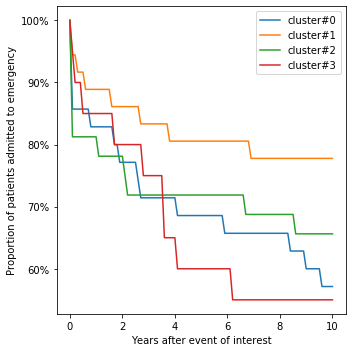 100%
90%
80%
70%
60%
Proportion of patients admitted to emergency
cluster#0
cluster#1
cluster#2
cluster#3
0 2 4 6 8 10
Years after event of interest